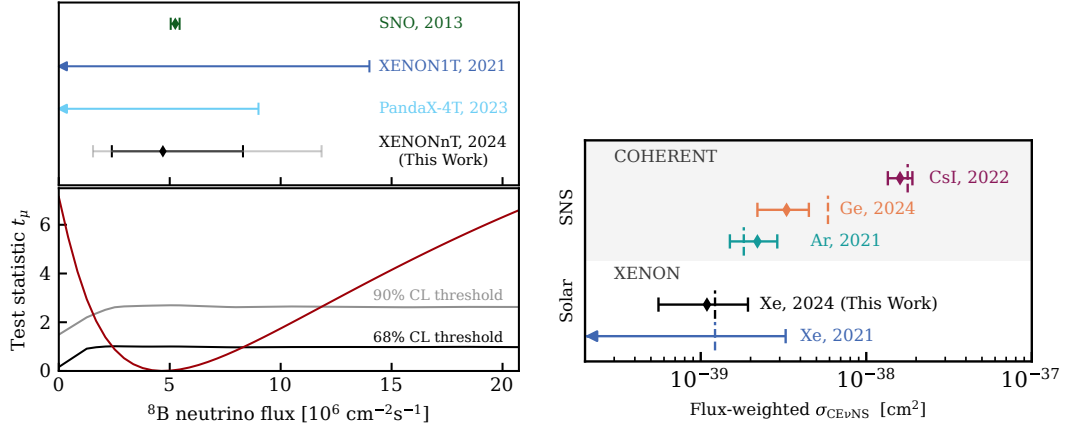 SNO, 2013
XENON1T, 2021
PandaX-4T, 2023
XENONnT, 2024
(This Work)
Test statistic tμ
6
4
2
0
90% CL threshold
68% CL threshold
0 5 10 15 20
⁸B neutrino flux [10⁶ cm⁻²s⁻¹]
COHERENT
CsI, 2022
Ge, 2024
Ar, 2021
SNS
XENON
Solar
Xe, 2024 (This Work)
Xe, 2021
10⁻³⁹ 10⁻³⁸ 10⁻³⁷
Flux-weighted σCEνNS [cm²]